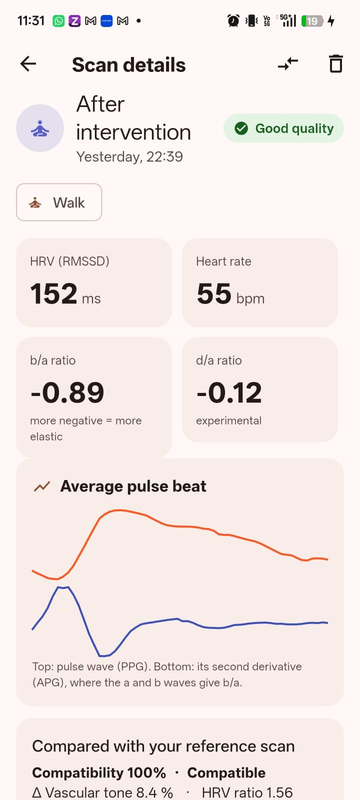 11:31
Vo 5G 5G+ 19
Scan details
After
intervention
Good quality
Yesterday, 22:39
Walk
HRV (RMSSD)
152 ms
Heart rate
55 bpm
b/a ratio
-0.89
more negative = more
elastic
d/a ratio
-0.12
experimental
Average pulse beat
Top: pulse wave (PPG). Bottom: its second derivative
(APG), where the a and b waves give b/a.
Compared with your reference scan
Compatibility 100% · Compatible
Δ Vascular tone 8.4 % · HRV ratio 1.56